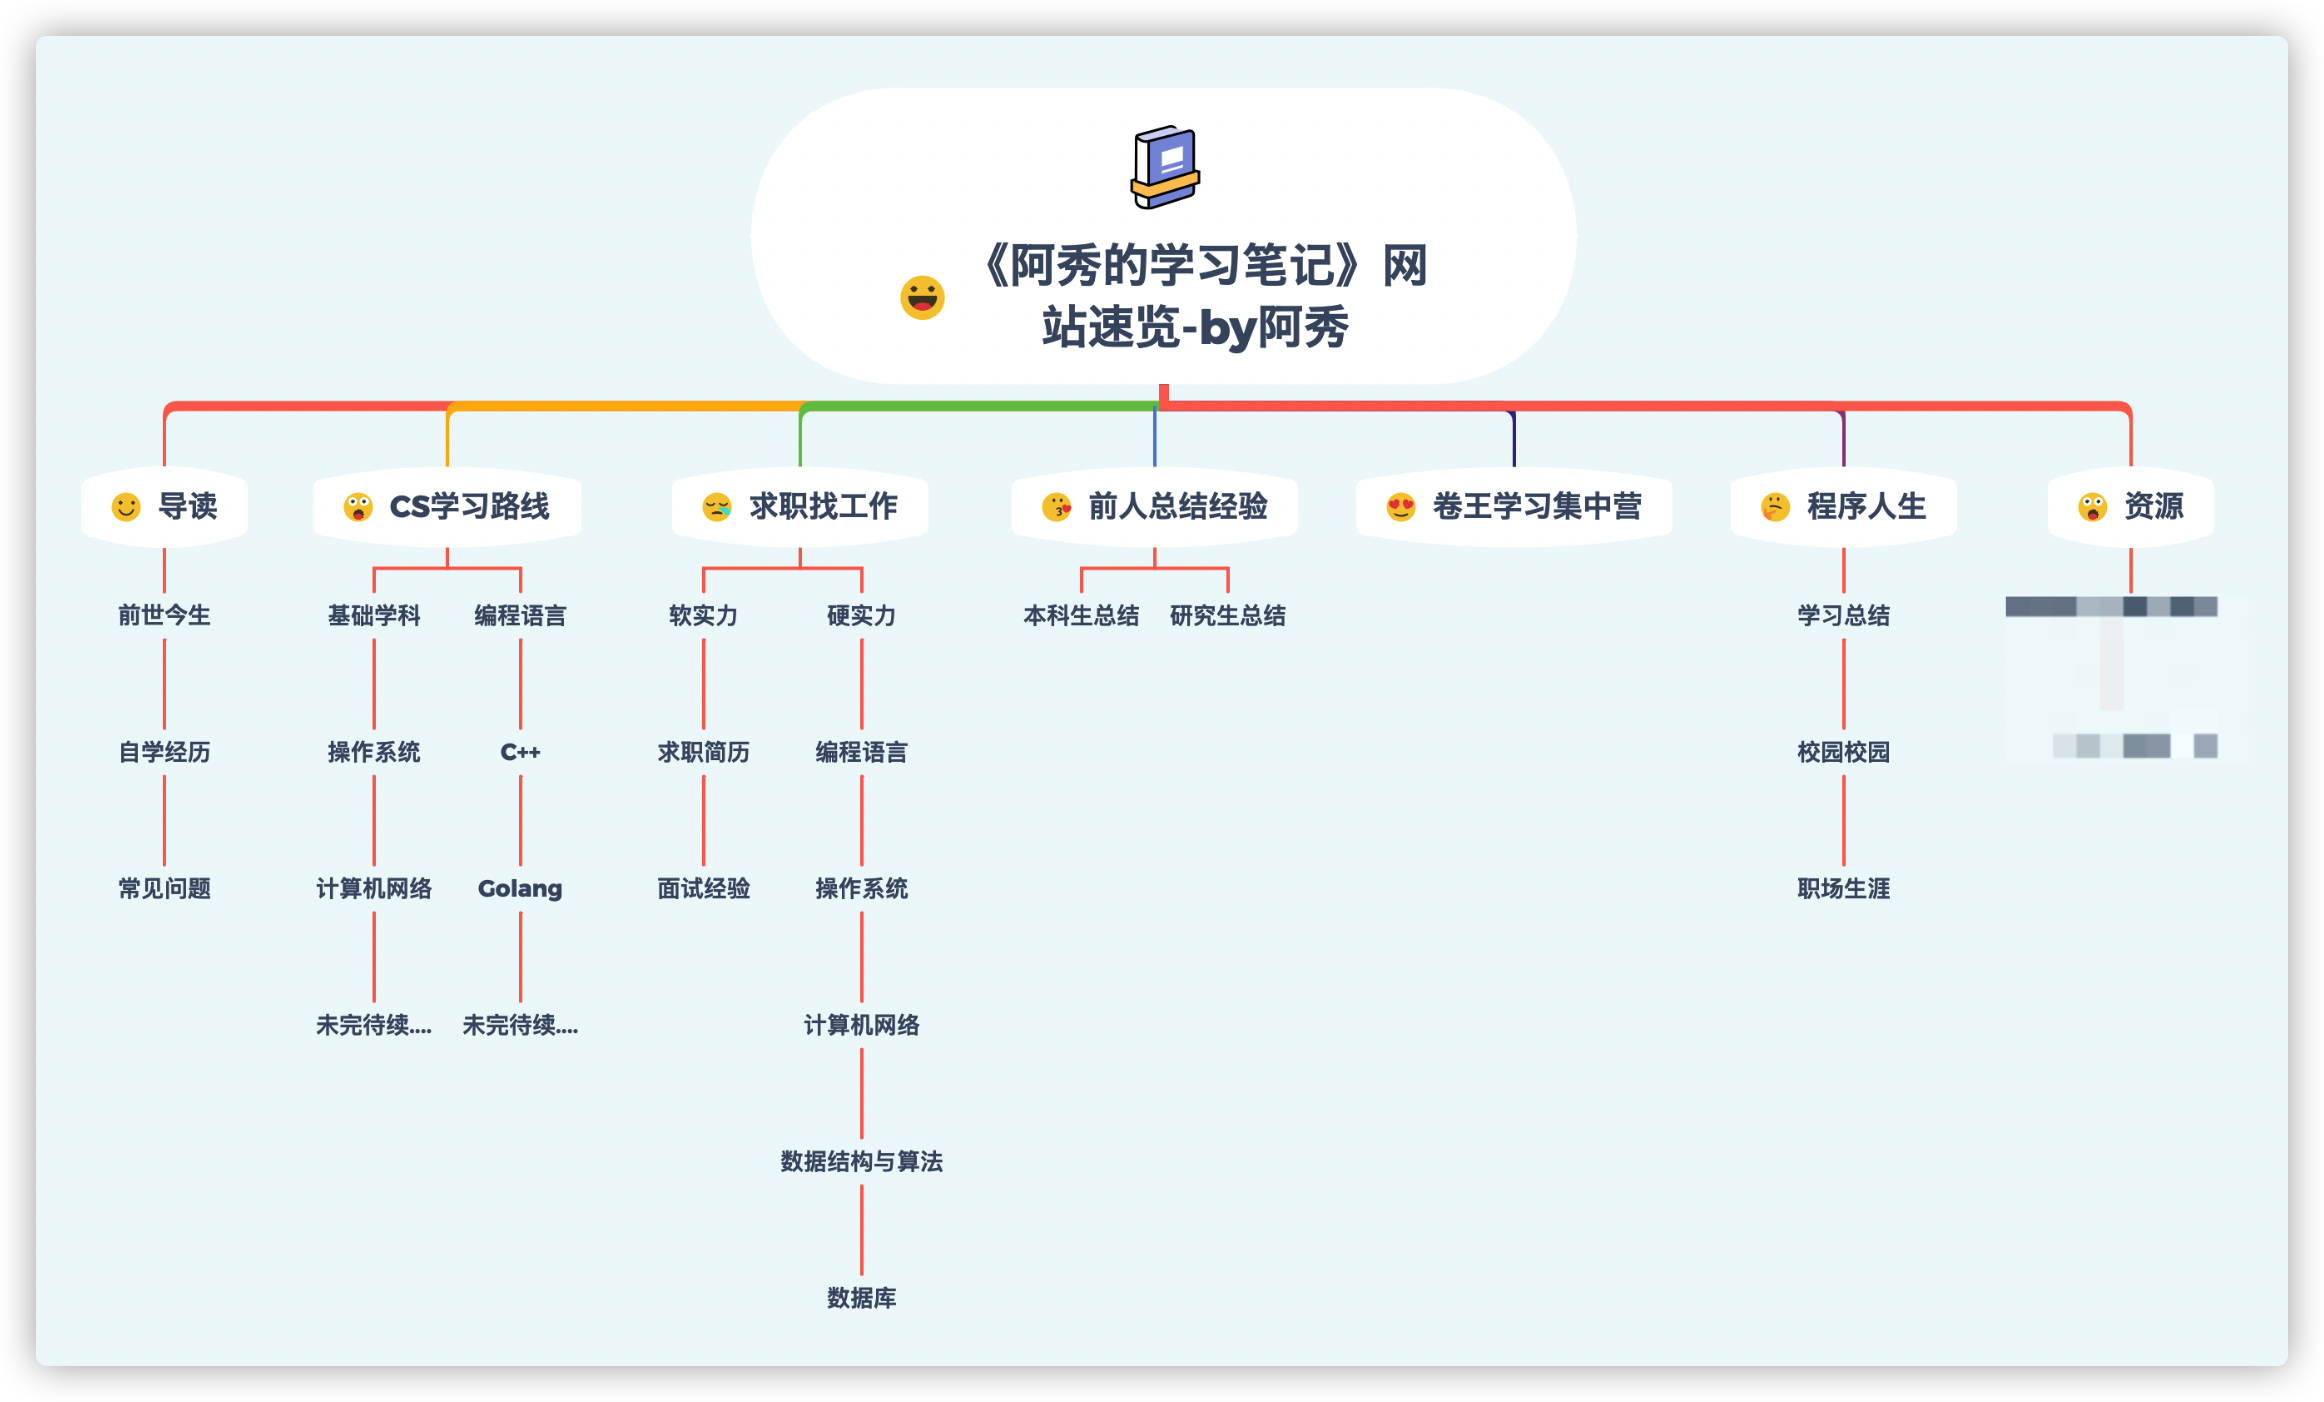 《阿秀的学习笔记》网
站速览-by阿秀
导读
CS学习路线
求职找工作
前人总结经验
卷王学习集中营
程序人生
资源
前世今生
基础学科
编程语言
软实力
硬实力
本科生总结
研究生总结
学习总结
自学经历
操作系统
C++
求职简历
编程语言
校园校园
常见问题
计算机网络
Golang
面试经验
操作系统
职场生涯
未完待续....
未完待续....
计算机网络
数据结构与算法
数据库